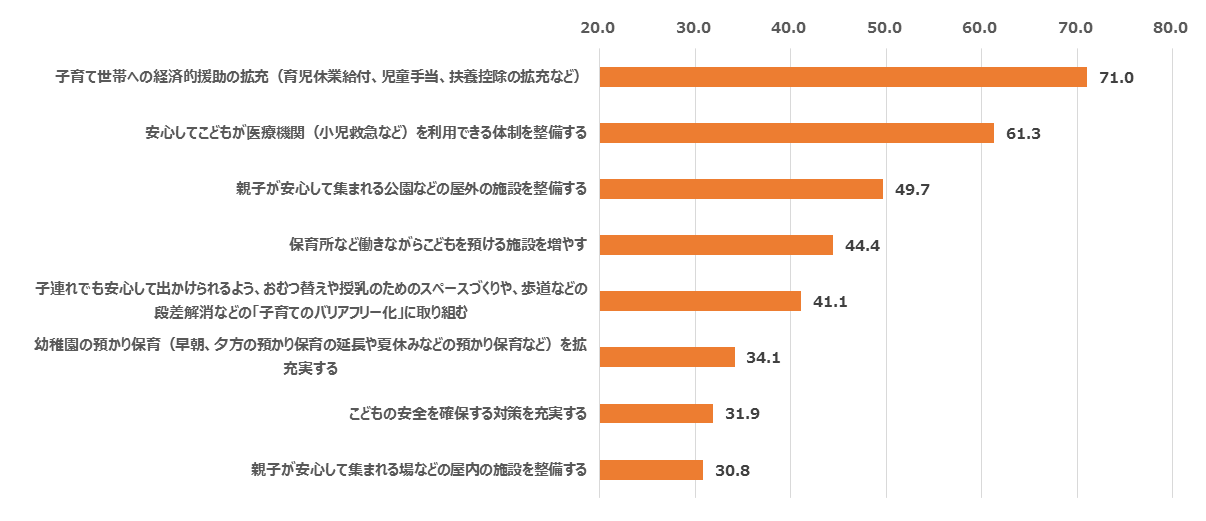 20.0 30.0 40.0 50.0 60.0 70.0 80.0
子育て世帯への経済的援助の拡充（育児休業給付、児童手当、扶養控除の拡充など） 71.0
安心してこどもが医療機関（小児救急など）を利用できる体制を整備する 61.3
親子が安心して集まれる公園などの屋外の施設を整備する 49.7
保育所など働きながらこどもを預ける施設を増やす 44.4
子連れでも安心して出かけられるよう、おむつ替えや授乳のためのスペースづくりや、歩道などの
段差解消などの「子育てのバリアフリー化」に取り組む 41.1
幼稚園の預かり保育（早朝、夕方の預かり保育の延長や夏休みなどの預かり保育など）を拡
充実する 34.1
こどもの安全を確保する対策を充実する 31.9
親子が安心して集まれる場などの屋内の施設を整備する 30.8